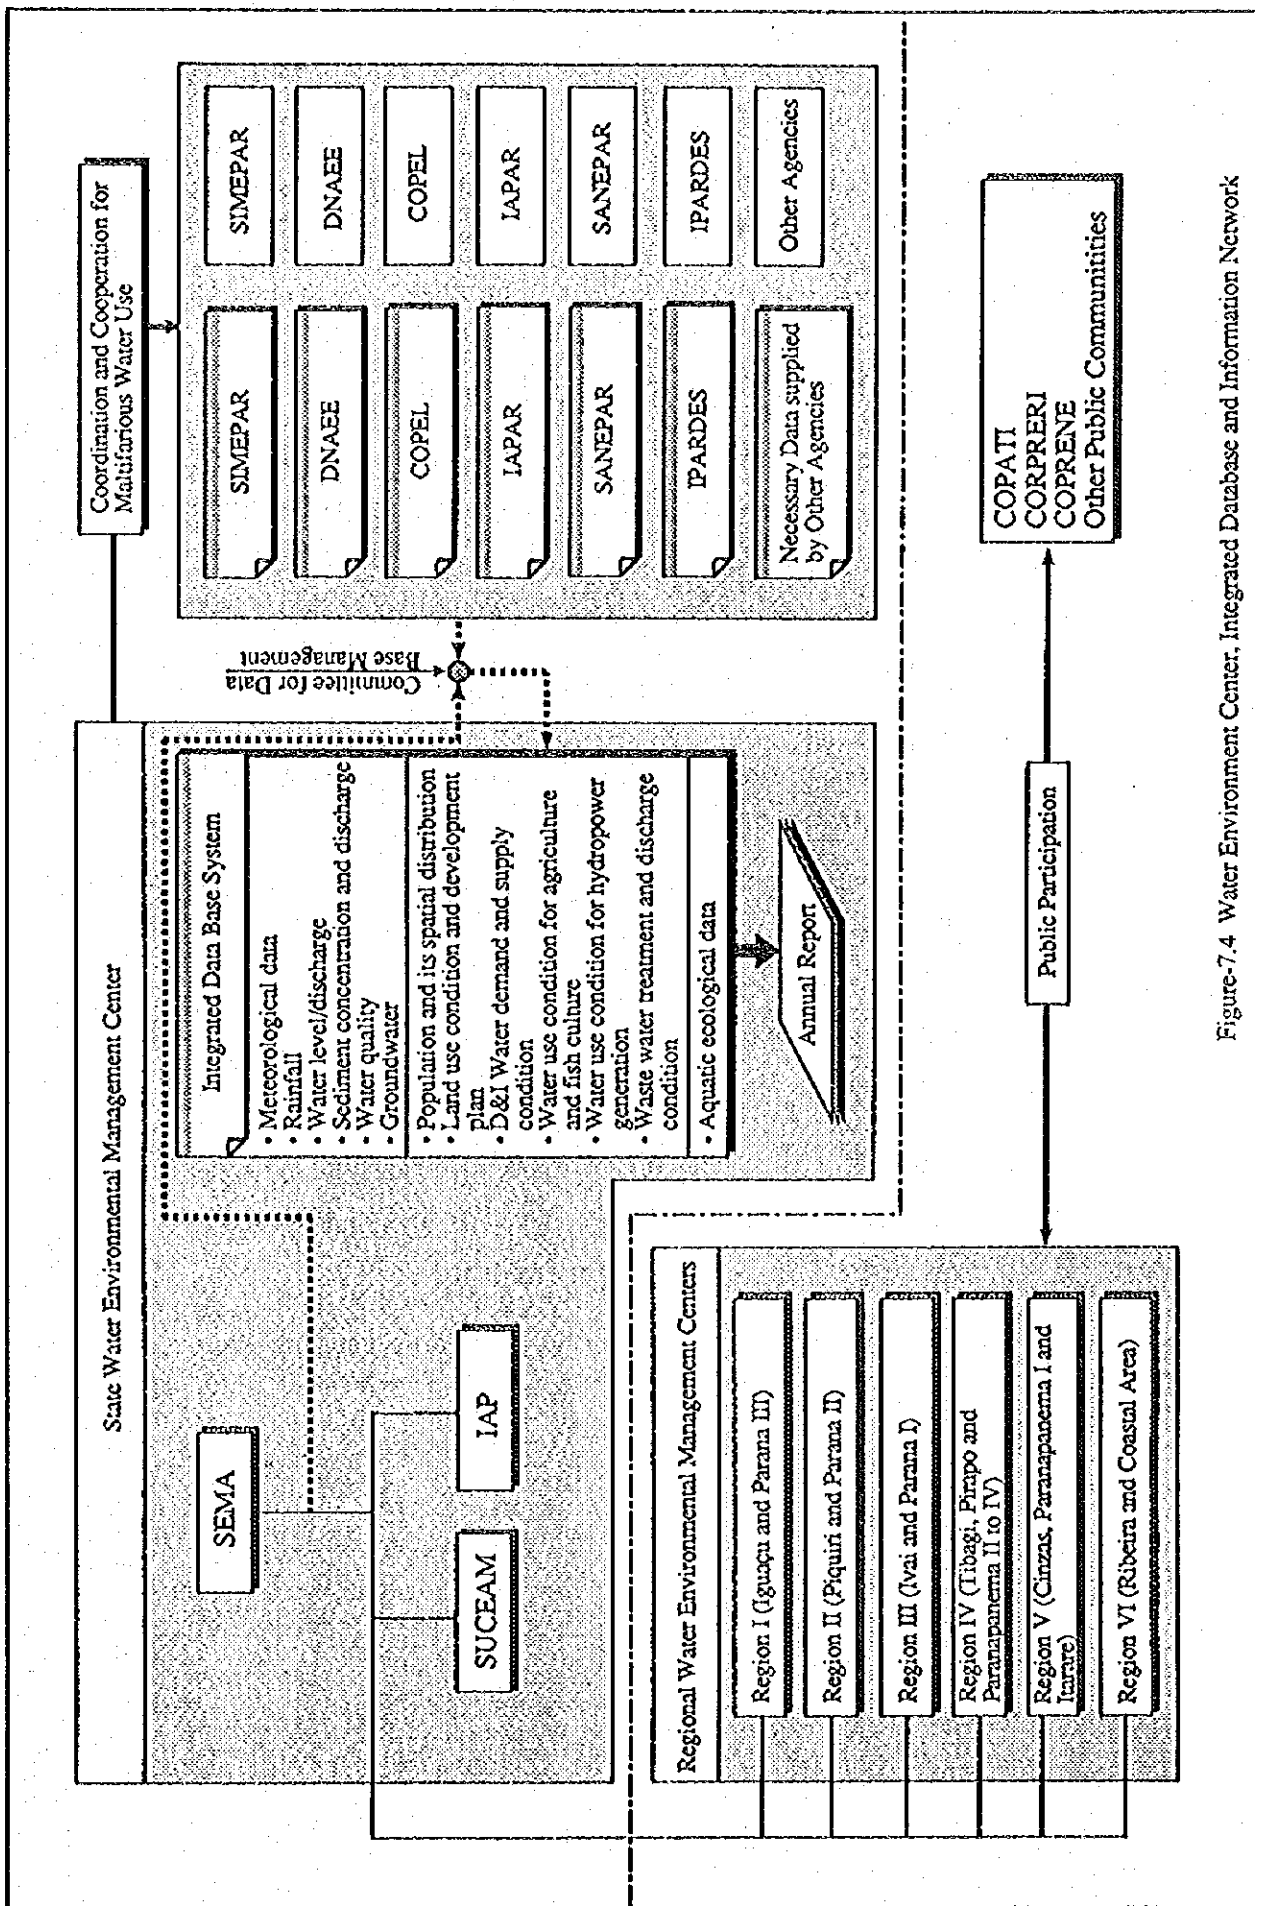 State Water Environmental Management Center
SEMA
SUCEAM
IAP
Integrated Data Base System
• Meteorological data
• Rainfall
• Water level/discharge
• Sediment concentration and discharge
• Water quality
• Groundwater
• Population and its spatial distribution
• Land use condition and development
plan
• D&I Water demand and supply
condition
• Water use condition for agriculture
and fish culture
• Water use condition for hydropower
generation
• Waste water treatment and discharge
condition
• Aquatic ecological data
Annual Report
Committee for Data
Base Management
Coordination and Cooperation for
Multifarious Water Use
SIMEPAR
SIMEPAR
DNAEE
DNAEE
COPEL
COPEL
IAPAR
IAPAR
SANEPAR
SANEPAR
IPARDES
IPARDES
Necessary Data supplied
by Other Agencies
Other Agencies
Regional Water Environmental Management Centers
Region I (Iguaçu and Parana III)
Region II (Piquiri and Parana II)
Region III (Ivai and Parana I)
Region IV (Tibagi, Pirapo and
Paranapanema II to IV)
Region V (Cinzas, Paranapanema I and
Itarare)
Region VI (Ribeira and Coastal Area)
Public Participation
COPATI
CORPRERI
COPRENE
Other Public Communities
Figure-7.4 Water Environment Center, Integrated Database and Information Network